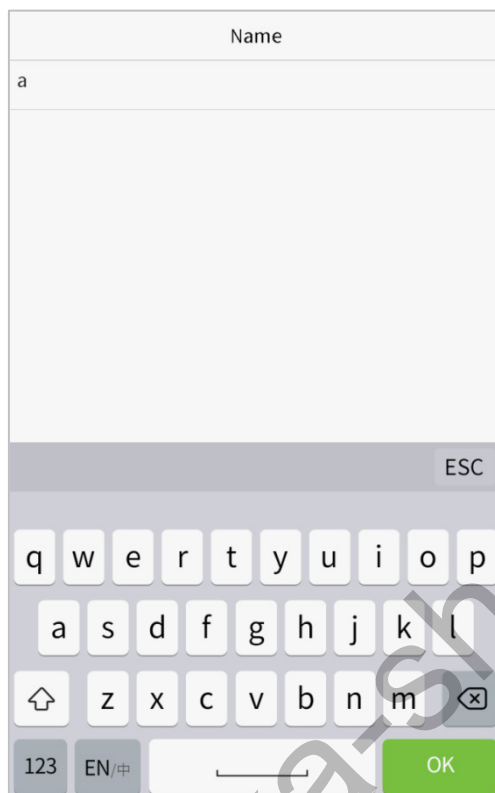 Name
a
ESC
q w e r t y u i o p
a s d f g h j k l
z x c v b n m
123 EN/中 OK